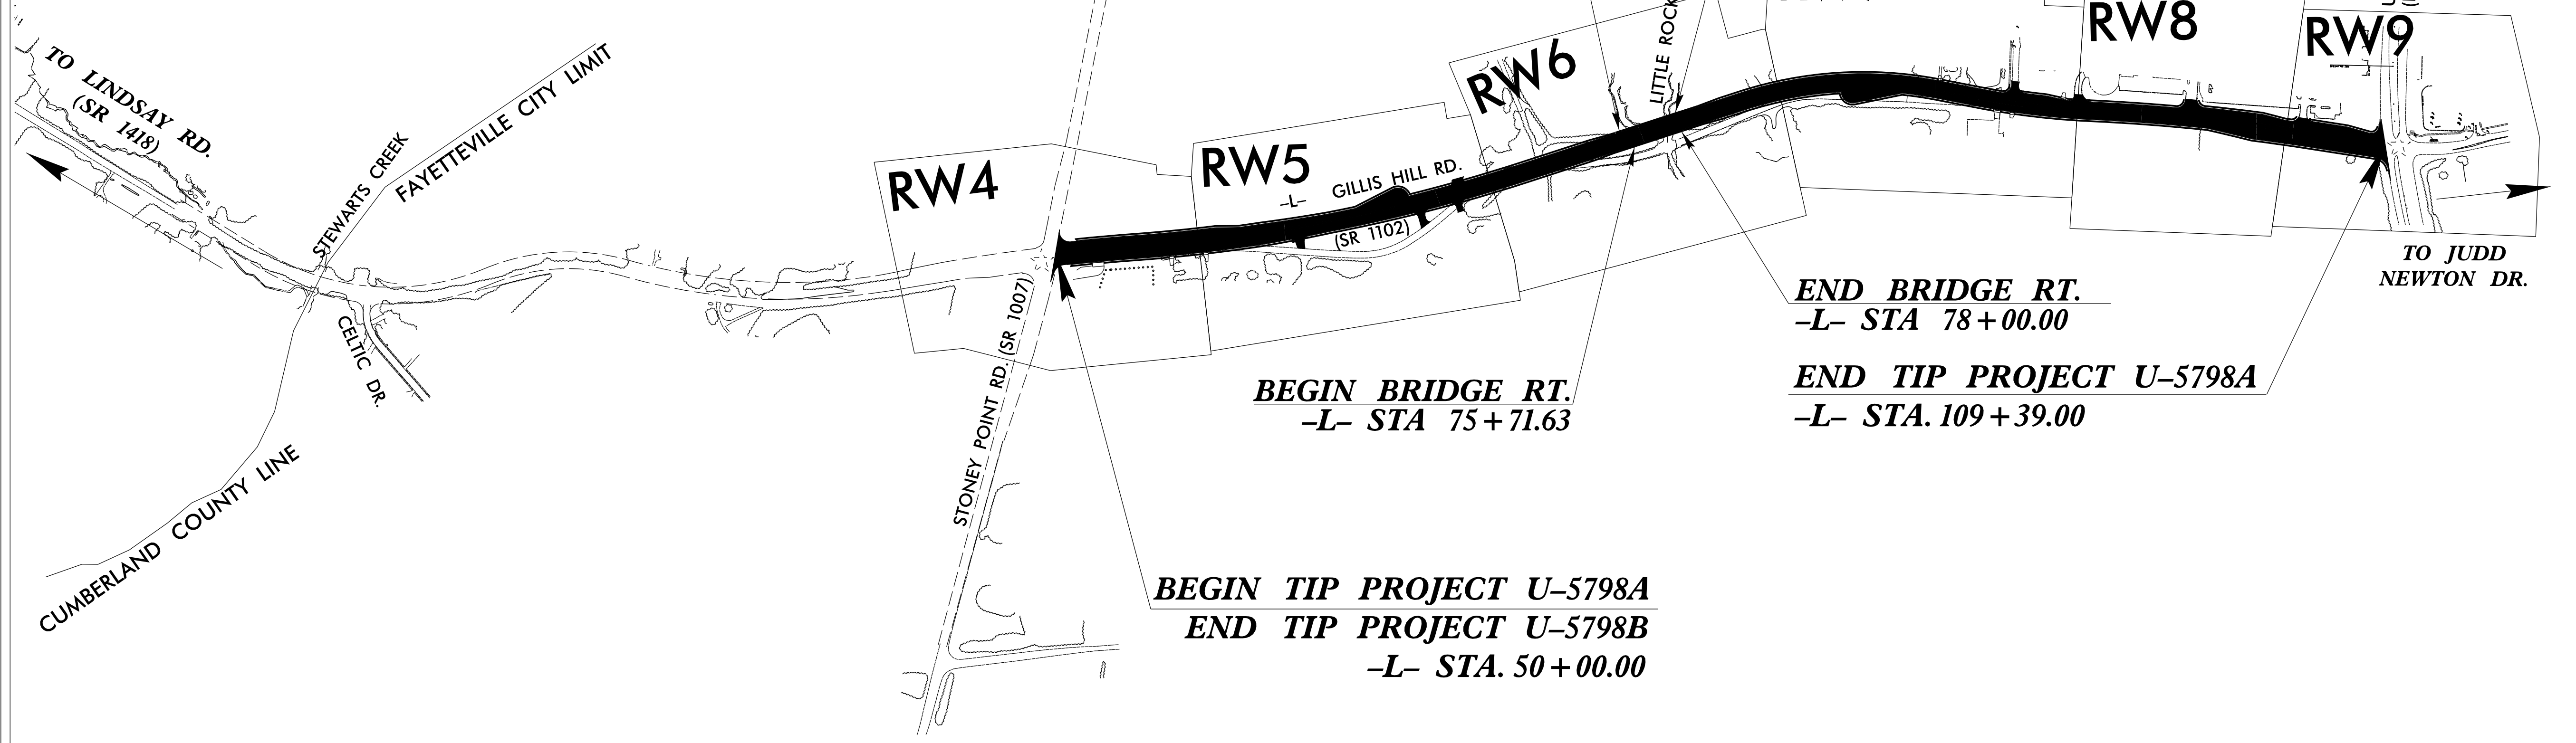 TO LINDSAY RD.
(SR 1418)
STEWARTS CREEK
FAYETTEVILLE CITY LIMIT
CELTIC DR.
CUMBERLAND COUNTY LINE
RW4
RW5
RW6
RW8
RW9
–L–
GILLIS HILL RD.
(SR 1102)
LITTLE ROCK
STONEY POINT RD. (SR 1007)
TO JUDD
NEWTON DR.
END BRIDGE RT.
–L– STA 78+00.00
BEGIN BRIDGE RT.
–L– STA 75+71.63
END TIP PROJECT U–5798A
–L– STA. 109+39.00
BEGIN TIP PROJECT U–5798A
END TIP PROJECT U–5798B
–L– STA. 50+00.00